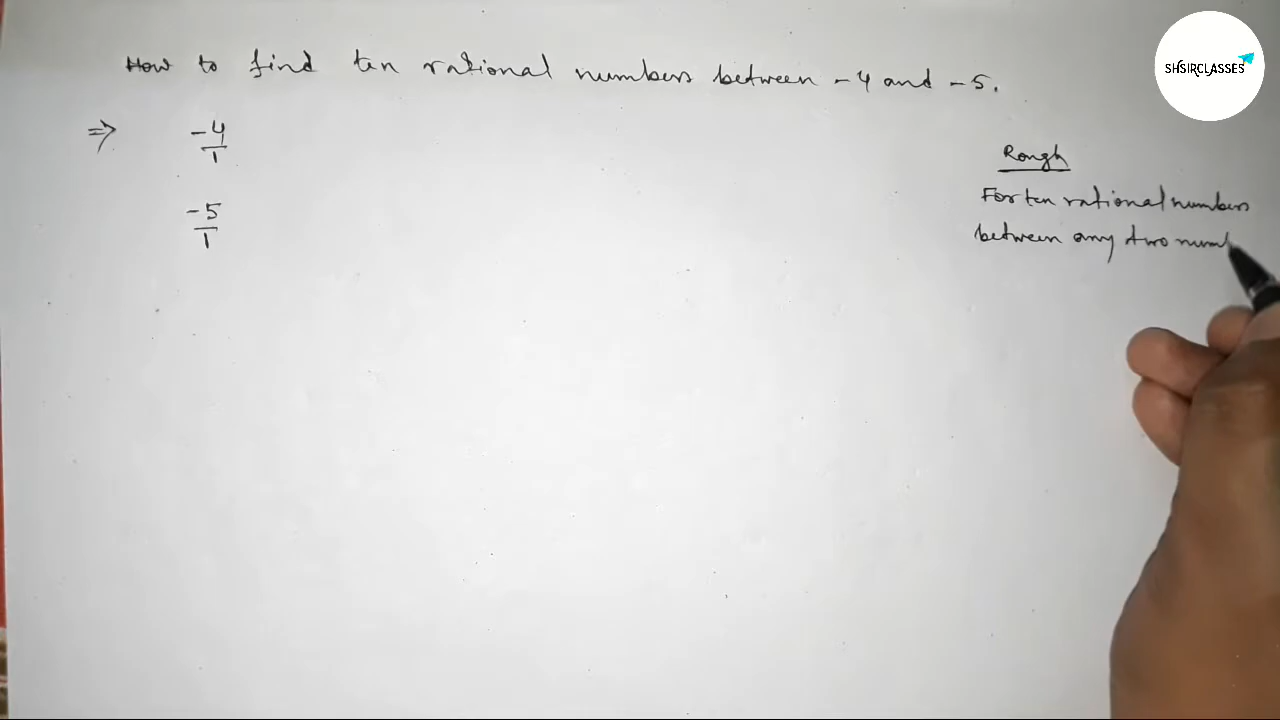 How to find ten rational numbers between -4 and -5.
SHSIRCLASSES
⇒ -4/1
-5/1
Rough
For ten rational numbers
between any two num